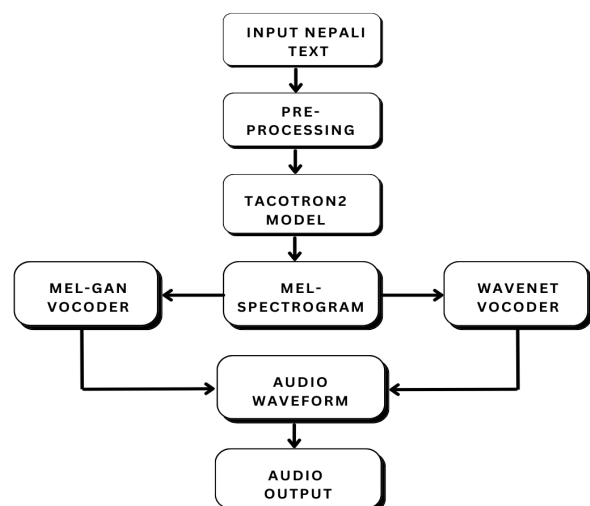 INPUT NEPALI
TEXT
PRE-
PROCESSING
TACOTRON2
MODEL
MEL-GAN
VOCODER
MEL-
SPECTROGRAM
WAVENET
VOCODER
AUDIO
WAVEFORM
AUDIO
OUTPUT